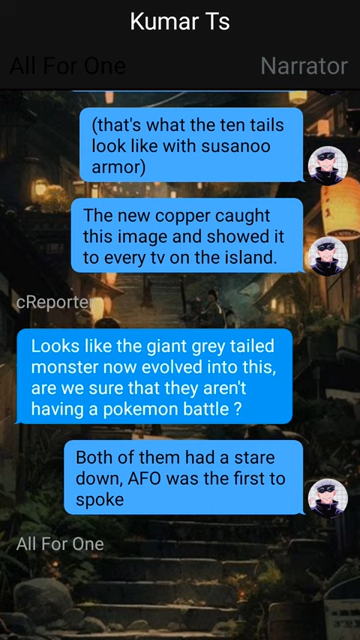 Kumar Ts
All For One
Narrator
(that's what the ten tails
look like with susanoo
armor)
The new copper caught
this image and showed it
to every tv on the island.
cReporter
Looks like the giant grey tailed
monster now evolved into this,
are we sure that they aren't
having a pokemon battle ?
Both of them had a stare
down, AFO was the first to
spoke
All For One